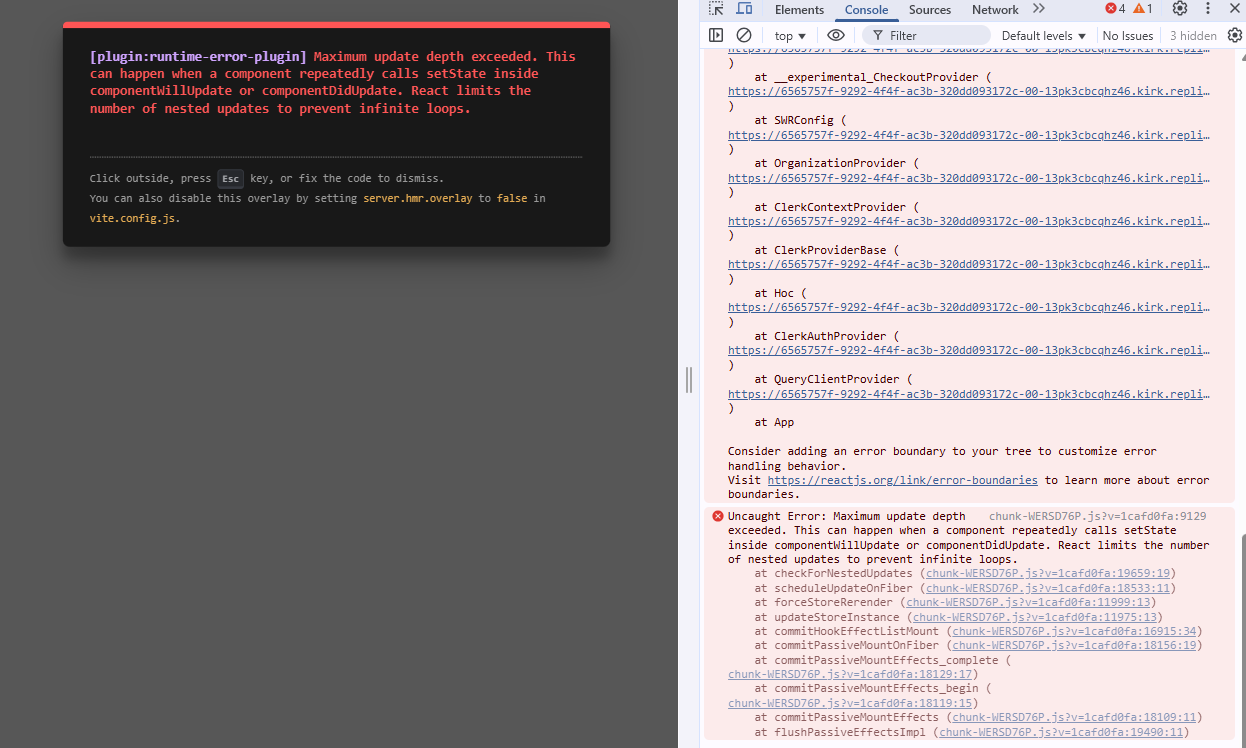 [plugin:runtime-error-plugin] Maximum update depth exceeded. This
can happen when a component repeatedly calls setState inside
componentWillUpdate or componentDidUpdate. React limits the
number of nested updates to prevent infinite loops.
Click outside, press Esc key, or fix the code to dismiss.
You can also disable this overlay by setting server.hmr.overlay to false in
vite.config.js.
Elements Console Sources Network 4 1
top Filter Default levels No Issues 3 hidden
https://6565757f-9292-4f4f-ac3b-320dd093172c-00-13pk3cbcqhz46.kirk.repli…
)
at __experimental_CheckoutProvider (
https://6565757f-9292-4f4f-ac3b-320dd093172c-00-13pk3cbcqhz46.kirk.repli…
)
at SWRConfig (
https://6565757f-9292-4f4f-ac3b-320dd093172c-00-13pk3cbcqhz46.kirk.repli…
)
at OrganizationProvider (
https://6565757f-9292-4f4f-ac3b-320dd093172c-00-13pk3cbcqhz46.kirk.repli…
)
at ClerkContextProvider (
https://6565757f-9292-4f4f-ac3b-320dd093172c-00-13pk3cbcqhz46.kirk.repli…
)
at ClerkProviderBase (
https://6565757f-9292-4f4f-ac3b-320dd093172c-00-13pk3cbcqhz46.kirk.repli…
)
at Hoc (
https://6565757f-9292-4f4f-ac3b-320dd093172c-00-13pk3cbcqhz46.kirk.repli…
)
at ClerkAuthProvider (
https://6565757f-9292-4f4f-ac3b-320dd093172c-00-13pk3cbcqhz46.kirk.repli…
)
at QueryClientProvider (
https://6565757f-9292-4f4f-ac3b-320dd093172c-00-13pk3cbcqhz46.kirk.repli…
)
at App
Consider adding an error boundary to your tree to customize error
handling behavior.
Visit https://reactjs.org/link/error-boundaries to learn more about error
boundaries.
Uncaught Error: Maximum update depth chunk-WERSD76P.js?v=1cafd0fa:9129
exceeded. This can happen when a component repeatedly calls setState
inside componentWillUpdate or componentDidUpdate. React limits the number
of nested updates to prevent infinite loops.
at checkForNestedUpdates (chunk-WERSD76P.js?v=1cafd0fa:19659:19)
at scheduleUpdateOnFiber (chunk-WERSD76P.js?v=1cafd0fa:18533:11)
at forceStoreRerender (chunk-WERSD76P.js?v=1cafd0fa:11999:13)
at updateStoreInstance (chunk-WERSD76P.js?v=1cafd0fa:11975:13)
at commitHookEffectListMount (chunk-WERSD76P.js?v=1cafd0fa:16915:34)
at commitPassiveMountOnFiber (chunk-WERSD76P.js?v=1cafd0fa:18156:19)
at commitPassiveMountEffects_complete (
chunk-WERSD76P.js?v=1cafd0fa:18129:17)
at commitPassiveMountEffects_begin (
chunk-WERSD76P.js?v=1cafd0fa:18119:15)
at commitPassiveMountEffects (chunk-WERSD76P.js?v=1cafd0fa:18109:11)
at flushPassiveEffectsImpl (chunk-WERSD76P.js?v=1cafd0fa:19490:11)